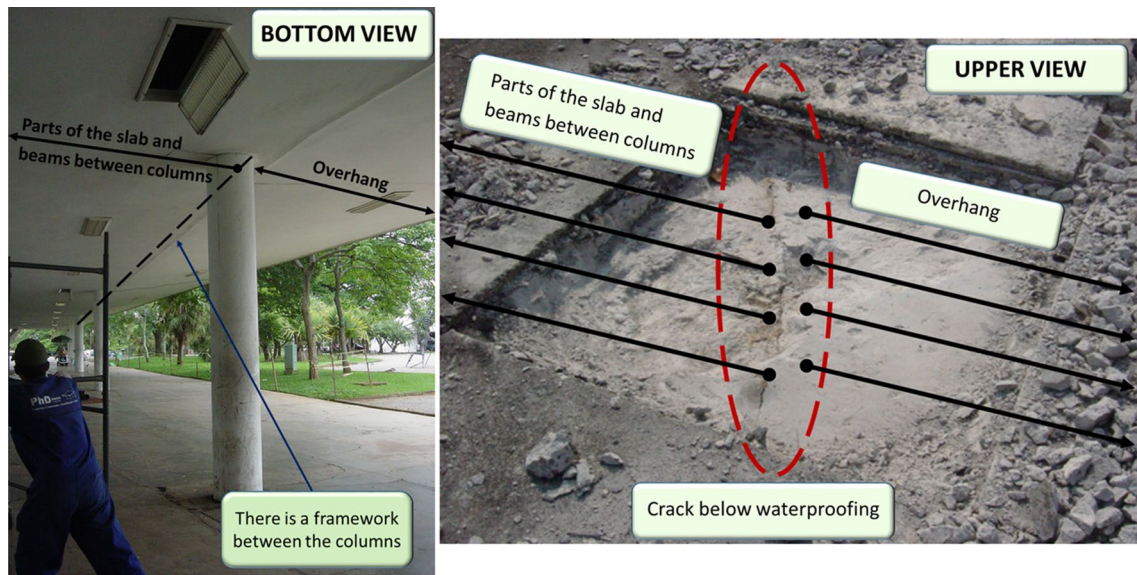 BOTTOM VIEW
Parts of the slab and
beams between columns
Overhang
PhD
There is a framework
between the columns
UPPER VIEW
Parts of the slab and
beams between columns
Overhang
Crack below waterproofing